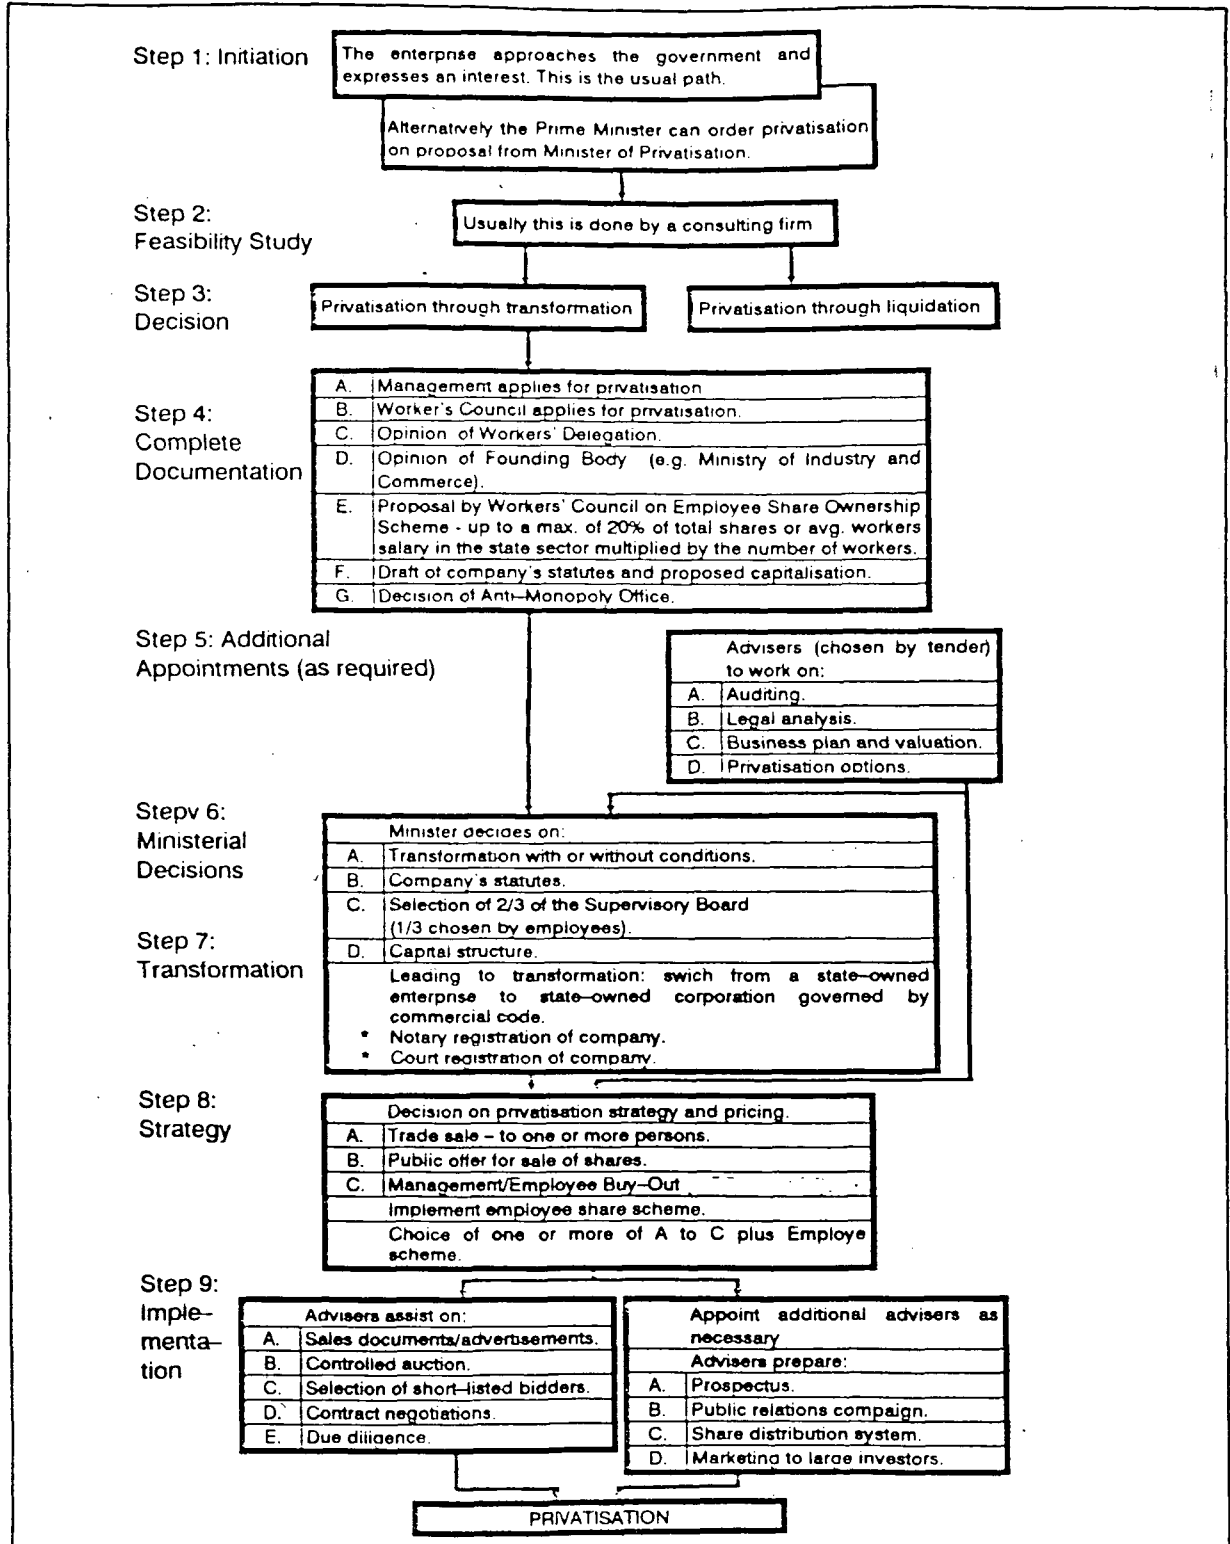 Step 1: Initiation
The enterprise approaches the government and
expresses an interest. This is the usual path.
Alternatively the Prime Minister can order privatisation
on proposal from Minister of Privatisation.
Step 2:
Feasibility Study
Usually this is done by a consulting firm
Step 3:
Decision
Privatisation through transformation
Privatisation through liquidation
Step 4:
Complete
Documentation
A. Management applies for privatisation
B. Worker's Council applies for privatisation.
C. Opinion of Workers' Delegation.
D. Opinion of Founding Body (e.g. Ministry of Industry and
Commerce).
E. Proposal by Workers' Council on Employee Share Ownership
Scheme - up to a max. of 20% of total shares or avg. workers
salary in the state sector multiplied by the number of workers.
F. Draft of company's statutes and proposed capitalisation.
G. Decision of Anti-Monopoly Office.
Step 5: Additional
Appointments (as required)
Advisers (chosen by tender)
to work on:
A. Auditing.
B. Legal analysis.
C. Business plan and valuation.
D. Privatisation options.
Stepv 6:
Ministerial
Decisions
Minister decides on:
A. Transformation with or without conditions.
B. Company's statutes.
C. Selection of 2/3 of the Supervisory Board
(1/3 chosen by employees).
D. Capital structure.
Step 7:
Transformation
Leading to transformation: swich from a state-owned
enterprise to state-owned corporation governed by
commercial code.
* Notary registration of company.
* Court registration of company.
Step 8:
Strategy
Decision on privatisation strategy and pricing.
A. Trade sale – to one or more persons.
B. Public offer for sale of shares.
C. Management/Employee Buy-Out
Implement employee share scheme.
Choice of one or more of A to C plus Employe
scheme.
Step 9:
Imple-
menta-
tion
Advisers assist on:
A. Sales documents/advertisements.
B. Controlled auction.
C. Selection of short-listed bidders.
D. Contract negotiations.
E. Due diligence.
Appoint additional advisers as
necessary
Advisers prepare:
A. Prospectus.
B. Public relations compaign.
C. Share distribution system.
D. Marketing to large investors.
PRIVATISATION